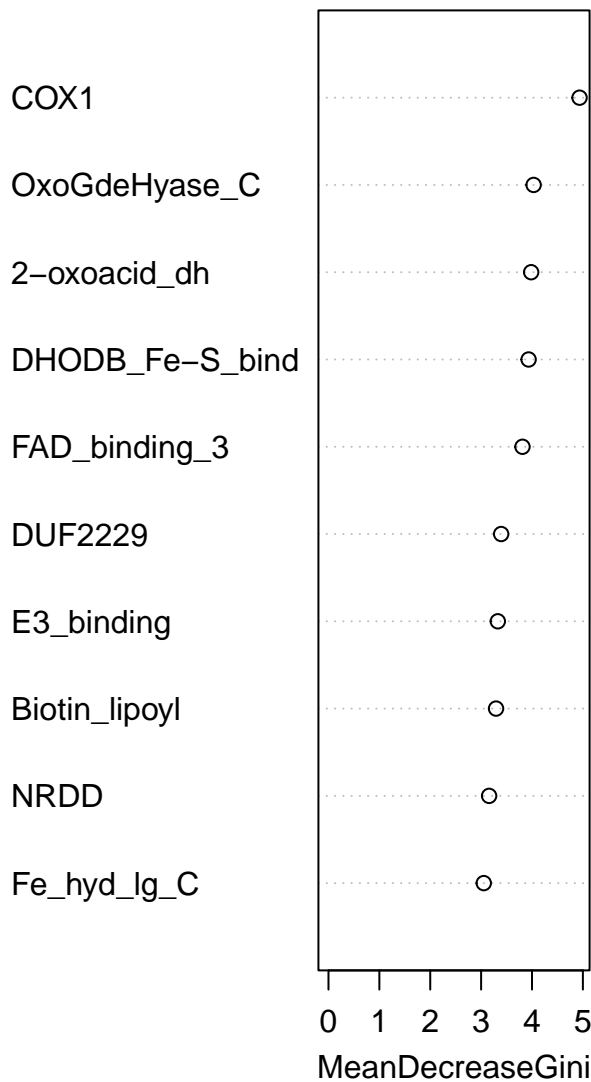 COX1
OxoGdeHyase_C
2−oxoacid_dh
DHODB_Fe−S_bind
FAD_binding_3
DUF2229
E3_binding
Biotin_lipoyl
NRDD
Fe_hyd_lg_C
0 1 2 3 4 5
MeanDecreaseGini